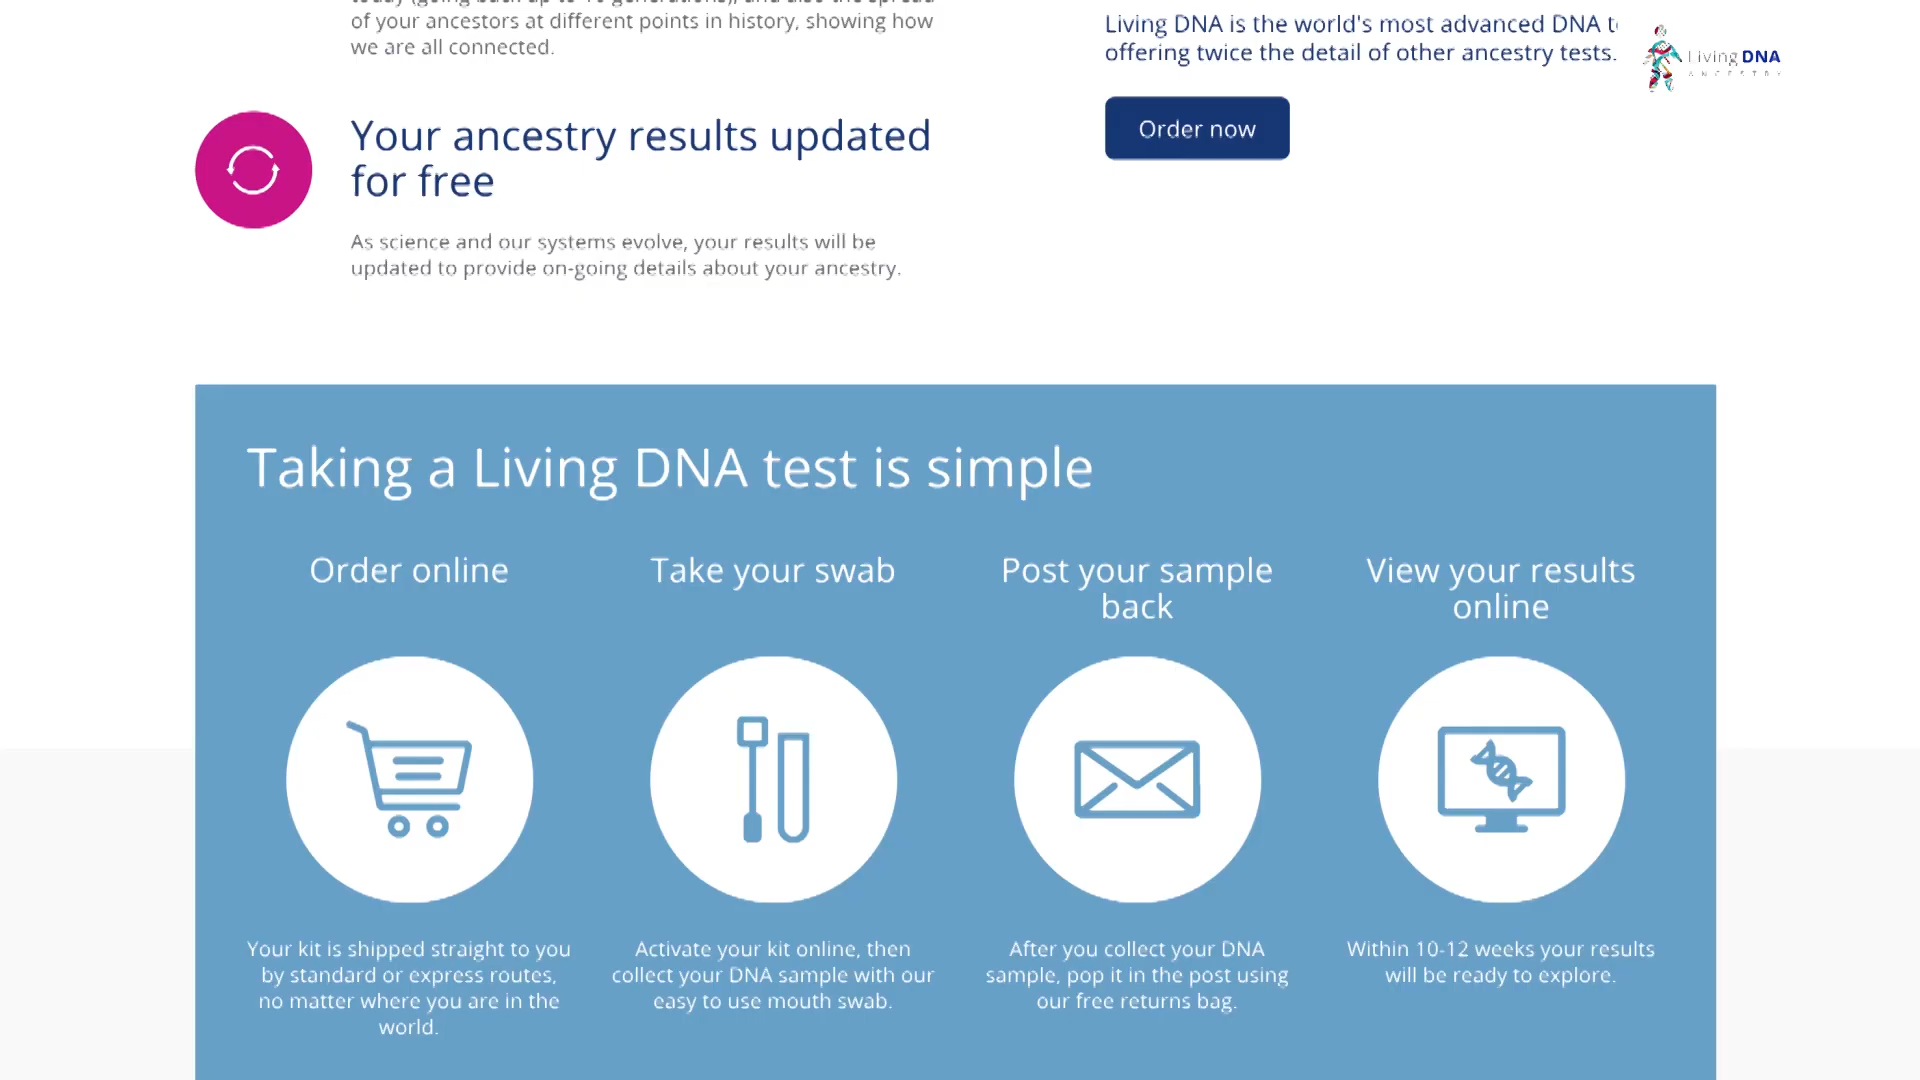 of your ancestors at different points in history, showing how
we are all connected.
Your ancestry results updated
for free
As science and our systems evolve, your results will be
updated to provide on-going details about your ancestry.
Living DNA is the world's most advanced DNA
offering twice the detail of other ancestry tests.
Order now
Living DNA
ANCESTRY
Taking a Living DNA test is simple
Order online
Your kit is shipped straight to you
by standard or express routes,
no matter where you are in the
world.
Take your swab
Activate your kit online, then
collect your DNA sample with our
easy to use mouth swab.
Post your sample
back
After you collect your DNA
sample, pop it in the post using
our free returns bag.
View your results
online
Within 10-12 weeks your results
will be ready to explore.